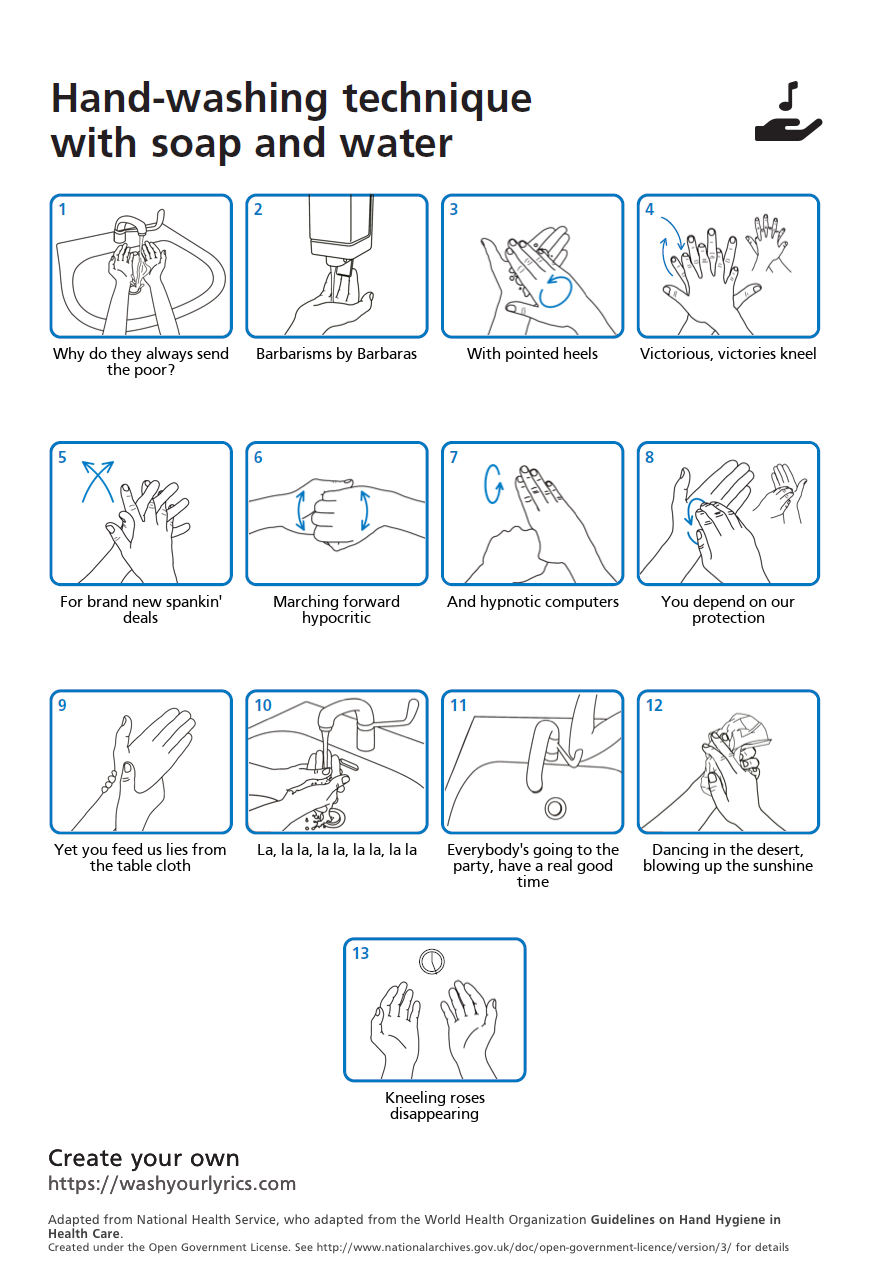 Hand-washing technique
with soap and water
1
Why do they always send
the poor?
2
Barbarisms by Barbaras
3
With pointed heels
4
Victorious, victories kneel
5
For brand new spankin'
deals
6
Marching forward
hypocritic
7
And hypnotic computers
8
You depend on our
protection
9
Yet you feed us lies from
the table cloth
10
La, la la, la la, la la, la la
11
Everybody's going to the
party, have a real good
time
12
Dancing in the desert,
blowing up the sunshine
13
Kneeling roses
disappearing
Create your own
https://washyourlyrics.com
Adapted from National Health Service, who adapted from the World Health Organization Guidelines on Hand Hygiene in
Health Care.
Created under the Open Government License. See http://www.nationalarchives.gov.uk/doc/open-government-licence/version/3/ for details